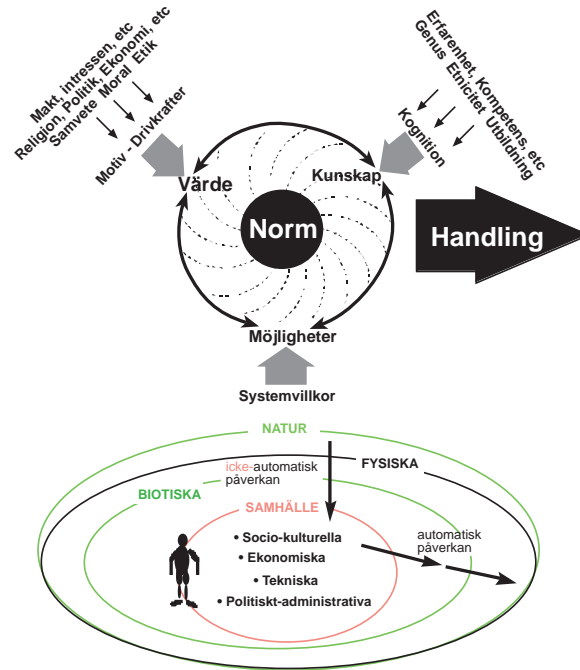 Makt, intressen, etc
Religion, Politik, Ekonomi, etc
Samvete Moral Etik
Motiv - Drivkrafter
Erfarenhet, Kompetens, etc
Genus Etnicitet Utbildning
Kognition
Värde
Kunskap
Norm
Handling
Möjligheter
Systemvillkor
NATUR
FYSISKA
icke-automatisk
påverkan
BIOTISKA
SAMHÄLLE
• Socio-kulturella
• Ekonomiska
• Tekniska
• Politiskt-administrativa
automatisk
påverkan